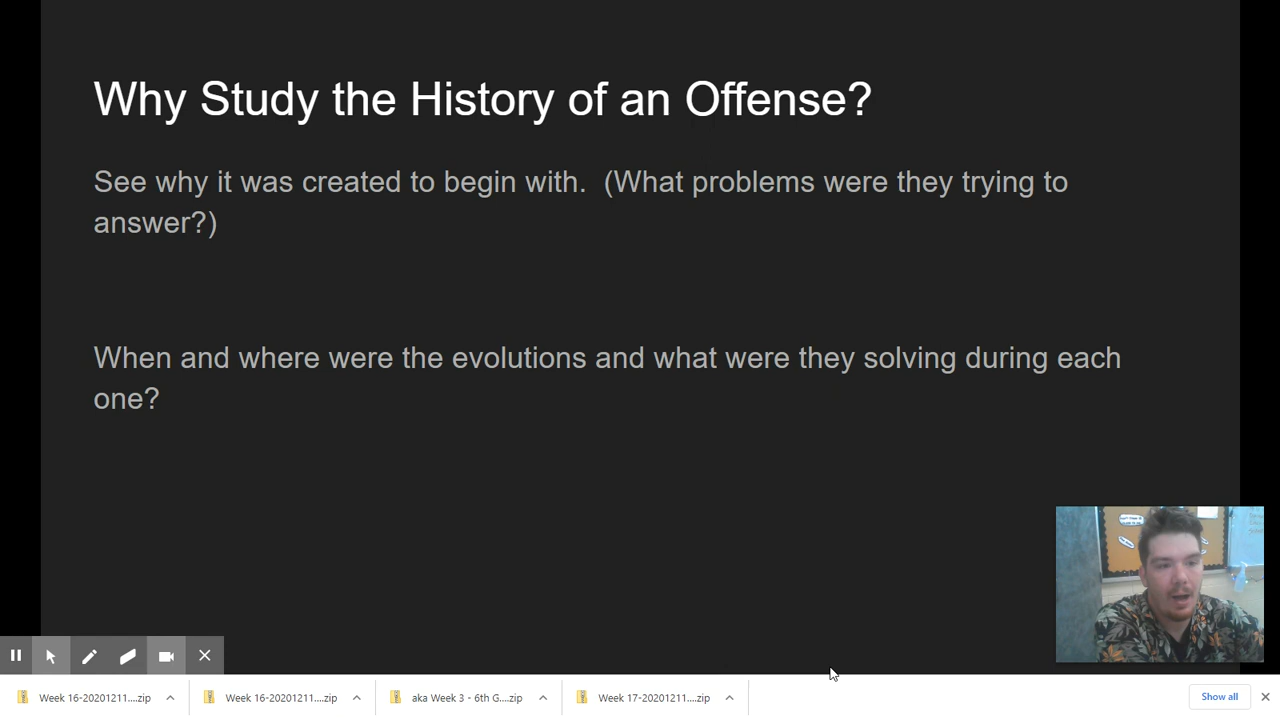 Why Study the History of an Offense?
See why it was created to begin with.  (What problems were they trying to
answer?)
When and where were the evolutions and what were they solving during each
one?
Week 16-20201211....zip
Week 16-20201211....zip
aka Week 3 - 6th G....zip
Week 17-20201211....zip
Show all